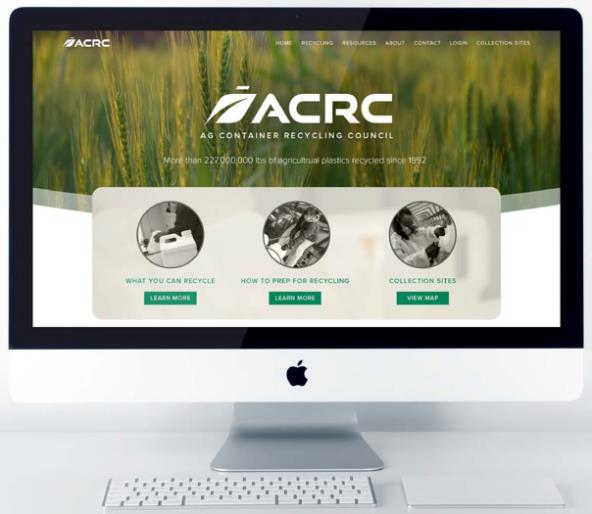 ACRC
HOME RECYCLING RESOURCES ABOUT CONTACT LOGIN COLLECTION SITES
ACRC
AG CONTAINER RECYCLING COUNCIL
More than 227,000,000 lbs of agricultrual plastics recycled since 1992
WHAT YOU CAN RECYCLE
LEARN MORE
HOW TO PREP FOR RECYCLING
LEARN MORE
COLLECTION SITES
VIEW MAP